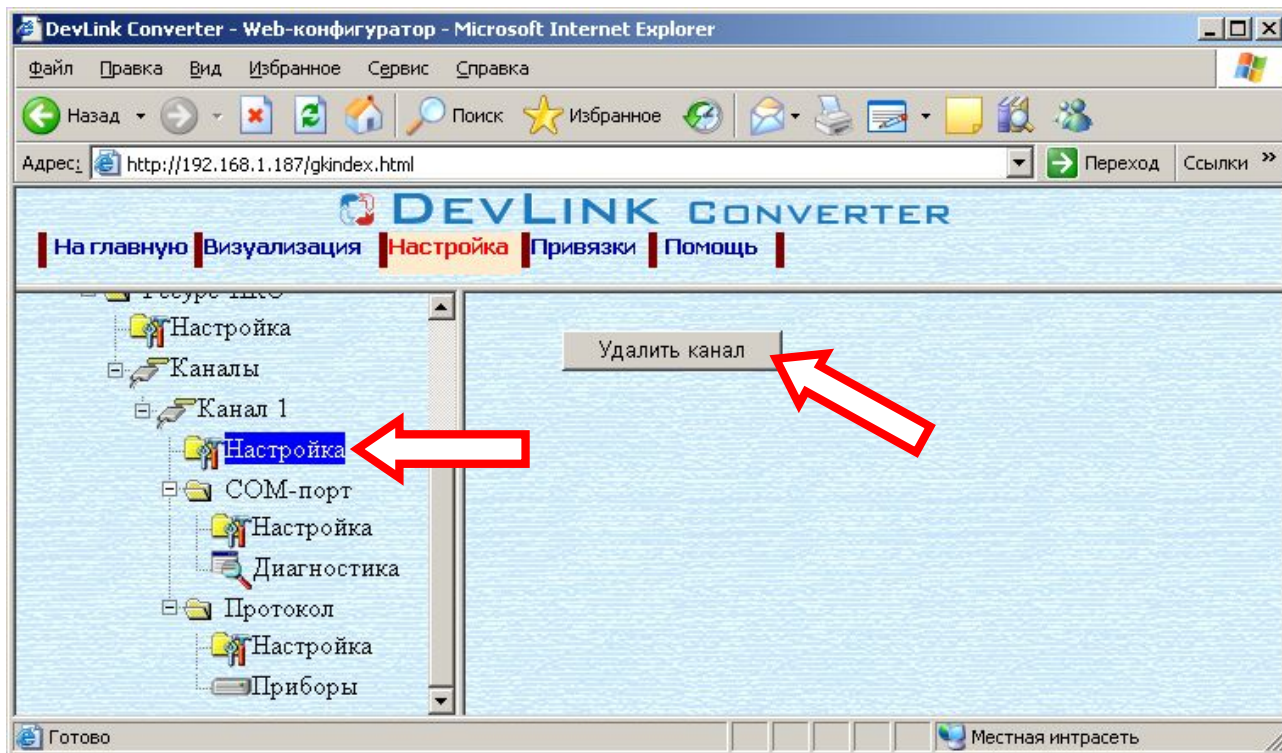 DevLink Converter - Web-конфигуратор - Microsoft Internet Explorer
Файл Правка Вид Избранное Сервис Справка
Назад Поиск Избранное
Адрес: http://192.168.1.187/gkindex.html Переход Ссылки »
DEVLINK CONVERTER
На главную Визуализация Настройка Привязки Помощь
Настройка
Каналы
Канал 1
Настройка
COM-порт
Настройка
Диагностика
Протокол
Настройка
Приборы
Удалить канал
Готово Местная интрасеть